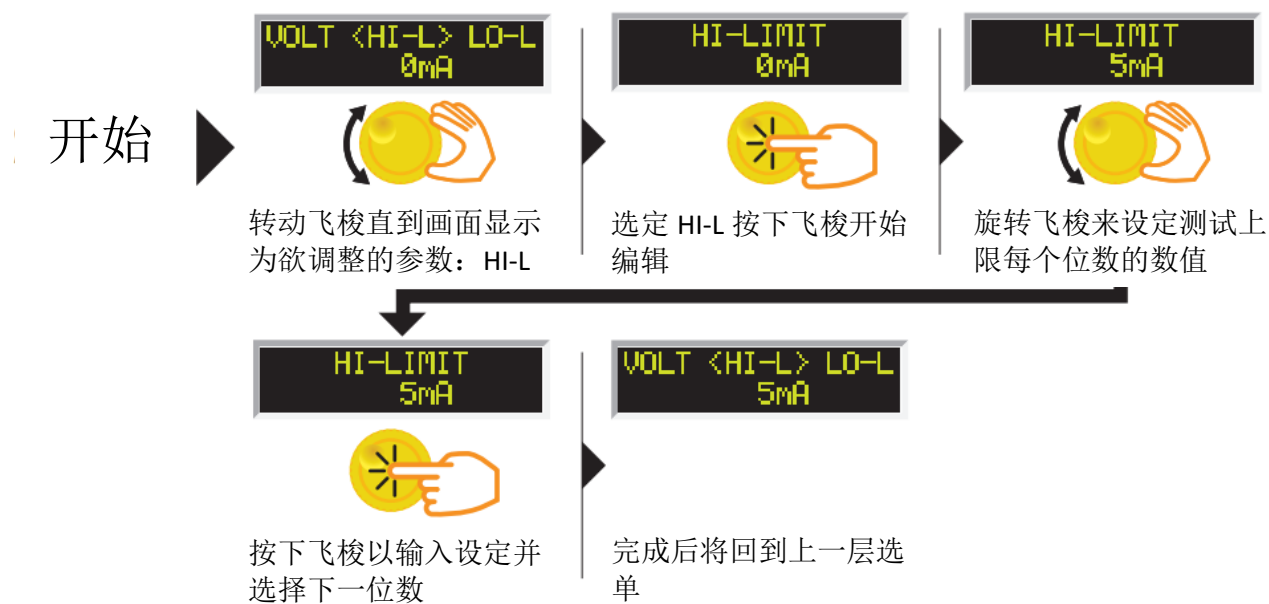 开始
VOLT <HI-L> LO-L
0mA
转动飞梭直到画面显示
为欲调整的参数：HI-L
HI-LIMIT
0mA
选定 HI-L 按下飞梭开始
编辑
HI-LIMIT
5mA
旋转飞梭来设定测试上
限每个位数的数值
HI-LIMIT
5mA
按下飞梭以输入设定并
选择下一位数
VOLT <HI-L> LO-L
5mA
完成后将回到上一层选
单